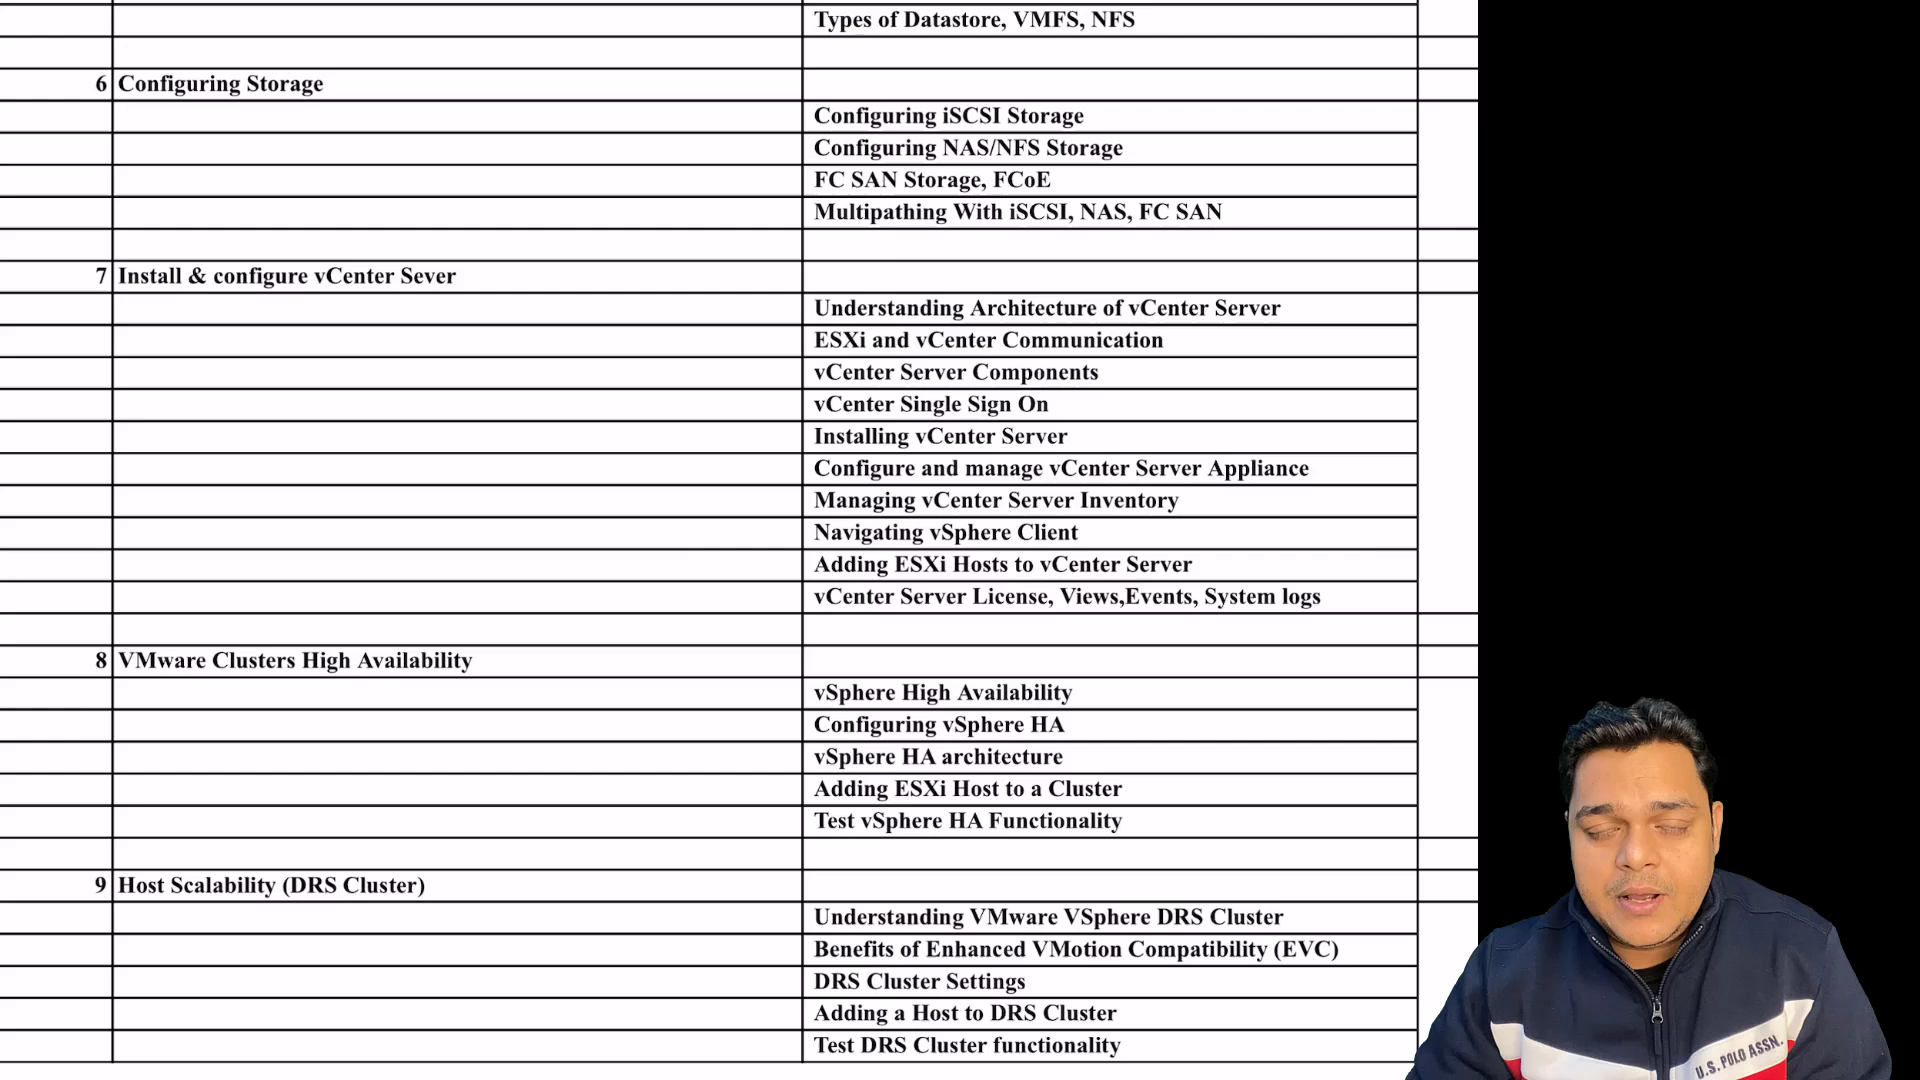 Types of Datastore, VMFS, NFS
6 Configuring Storage
Configuring iSCSI Storage
Configuring NAS/NFS Storage
FC SAN Storage, FCoE
Multipathing With iSCSI, NAS, FC SAN
7 Install & configure vCenter Sever
Understanding Architecture of vCenter Server
ESXi and vCenter Communication
vCenter Server Components
vCenter Single Sign On
Installing vCenter Server
Configure and manage vCenter Server Appliance
Managing vCenter Server Inventory
Navigating vSphere Client
Adding ESXi Hosts to vCenter Server
vCenter Server License, Views,Events, System logs
8 VMware Clusters High Availability
vSphere High Availability
Configuring vSphere HA
vSphere HA architecture
Adding ESXi Host to a Cluster
Test vSphere HA Functionality
9 Host Scalability (DRS Cluster)
Understanding VMware VSphere DRS Cluster
Benefits of Enhanced VMotion Compatibility (EVC)
DRS Cluster Settings
Adding a Host to DRS Cluster
Test DRS Cluster functionality
U.S. POLO ASSN.